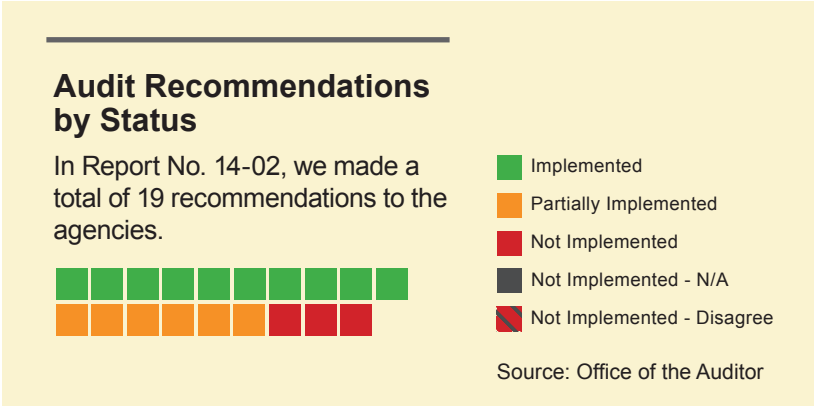 Audit Recommendations
by Status
In Report No. 14-02, we made a
total of 19 recommendations to the
agencies.
Implemented
Partially Implemented
Not Implemented
Not Implemented - N/A
Not Implemented - Disagree
Source: Office of the Auditor